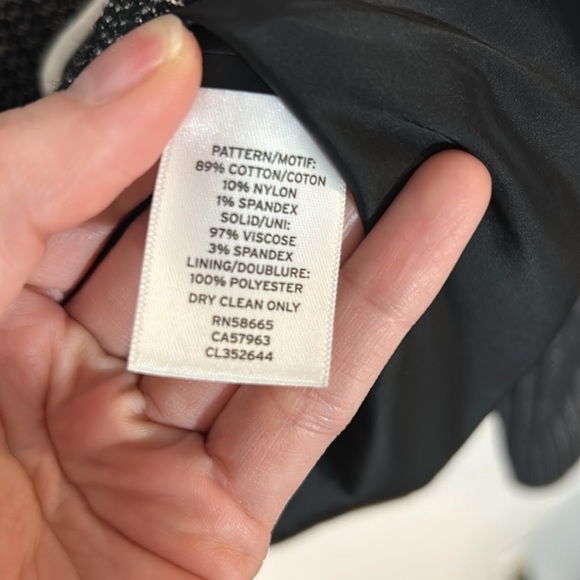 PATTERN/MOTIF:
89% COTTON/COTON
10% NYLON
1% SPANDEX
SOLID/UNI:
97% VISCOSE
3% SPANDEX
LINING/DOUBLURE:
100% POLYESTER
DRY CLEAN ONLY
RN58665
CA57963
CL352644